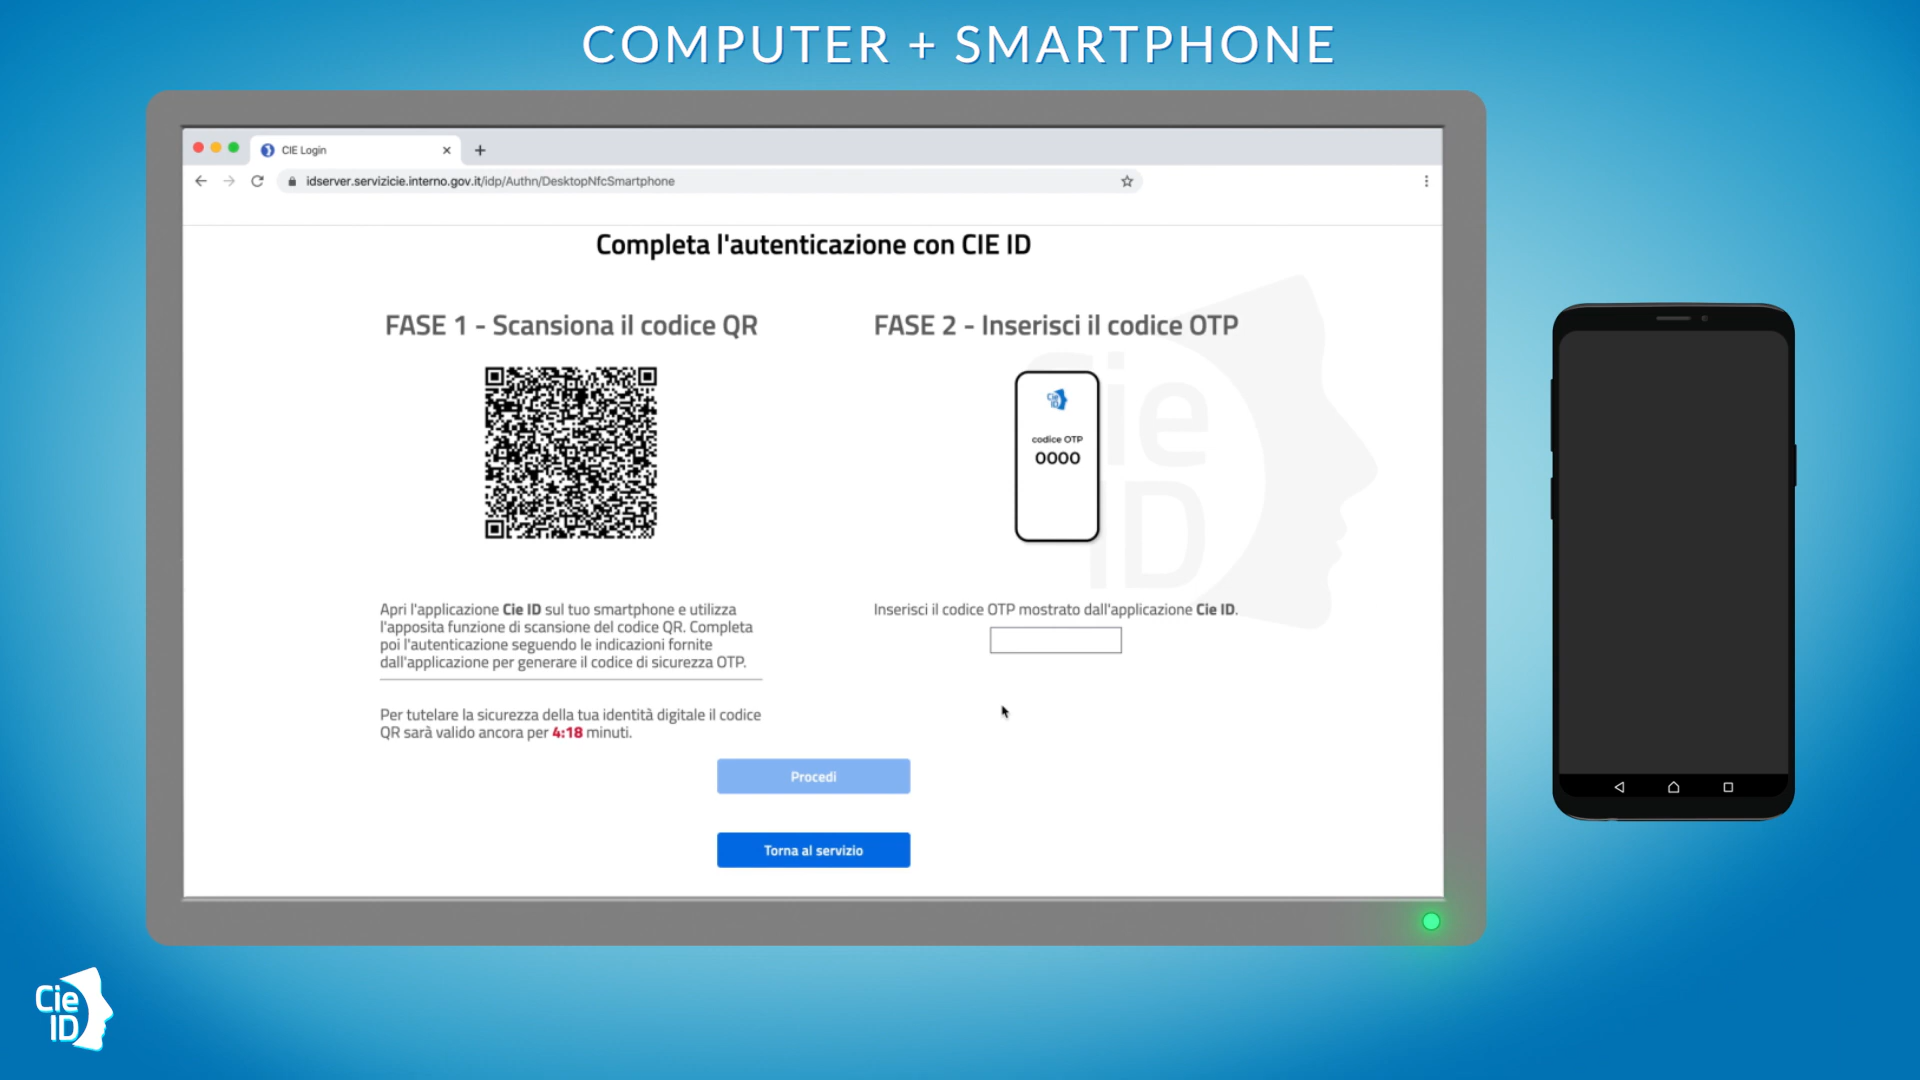 COMPUTER + SMARTPHONE
CIE Login
idserver.servizicie.interno.gov.it/idp/Authn/DesktopNfcSmartphone
Completa l'autenticazione con CIE ID
FASE 1 - Scansiona il codice QR
FASE 2 - Inserisci il codice OTP
Cie
ID
codice OTP
0000
Cie
ID
Apri l'applicazione Cie ID sul tuo smartphone e utilizza
l'apposita funzione di scansione del codice QR. Completa
poi l'autenticazione seguendo le indicazioni fornite
dall'applicazione per generare il codice di sicurezza OTP.
Inserisci il codice OTP mostrato dall'applicazione Cie ID.
Per tutelare la sicurezza della tua identità digitale il codice
QR sarà valido ancora per 4:18 minuti.
Procedi
Torna al servizio
Cie
ID